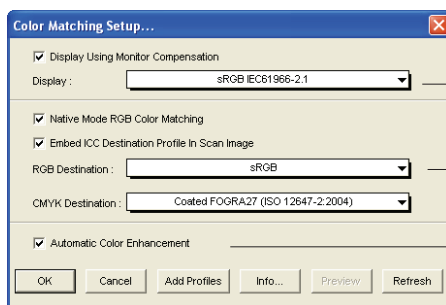 Color Matching Setup...
Display Using Monitor Compensation
Display : sRGB IEC61966-2.1
Native Mode RGB Color Matching
Embed ICC Destination Profile In Scan Image
RGB Destination : sRGB
CMYK Destination : Coated FOGRA27 (ISO 12647-2:2004)
Automatic Color Enhancement
OK Cancel Add Profiles Info... Preview Refresh